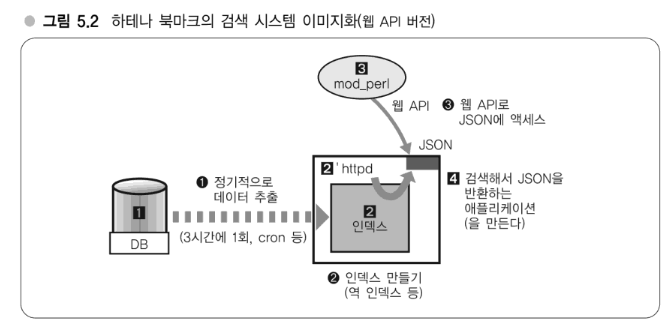 ● 그림 5.2 하테나 북마크의 검색 시스템 이미지화(웹 API 버전)
3
mod_perl
웹 API
❸ 웹 API로
JSON에 액세스
JSON
❶ 정기적으로
데이터 추출
1
DB
(3시간에 1회, cron 등)
2' httpd
2
인덱스
4 검색해서 JSON을
반환하는
애플리케이션
(을 만든다)
❷ 인덱스 만들기
(역 인덱스 등)